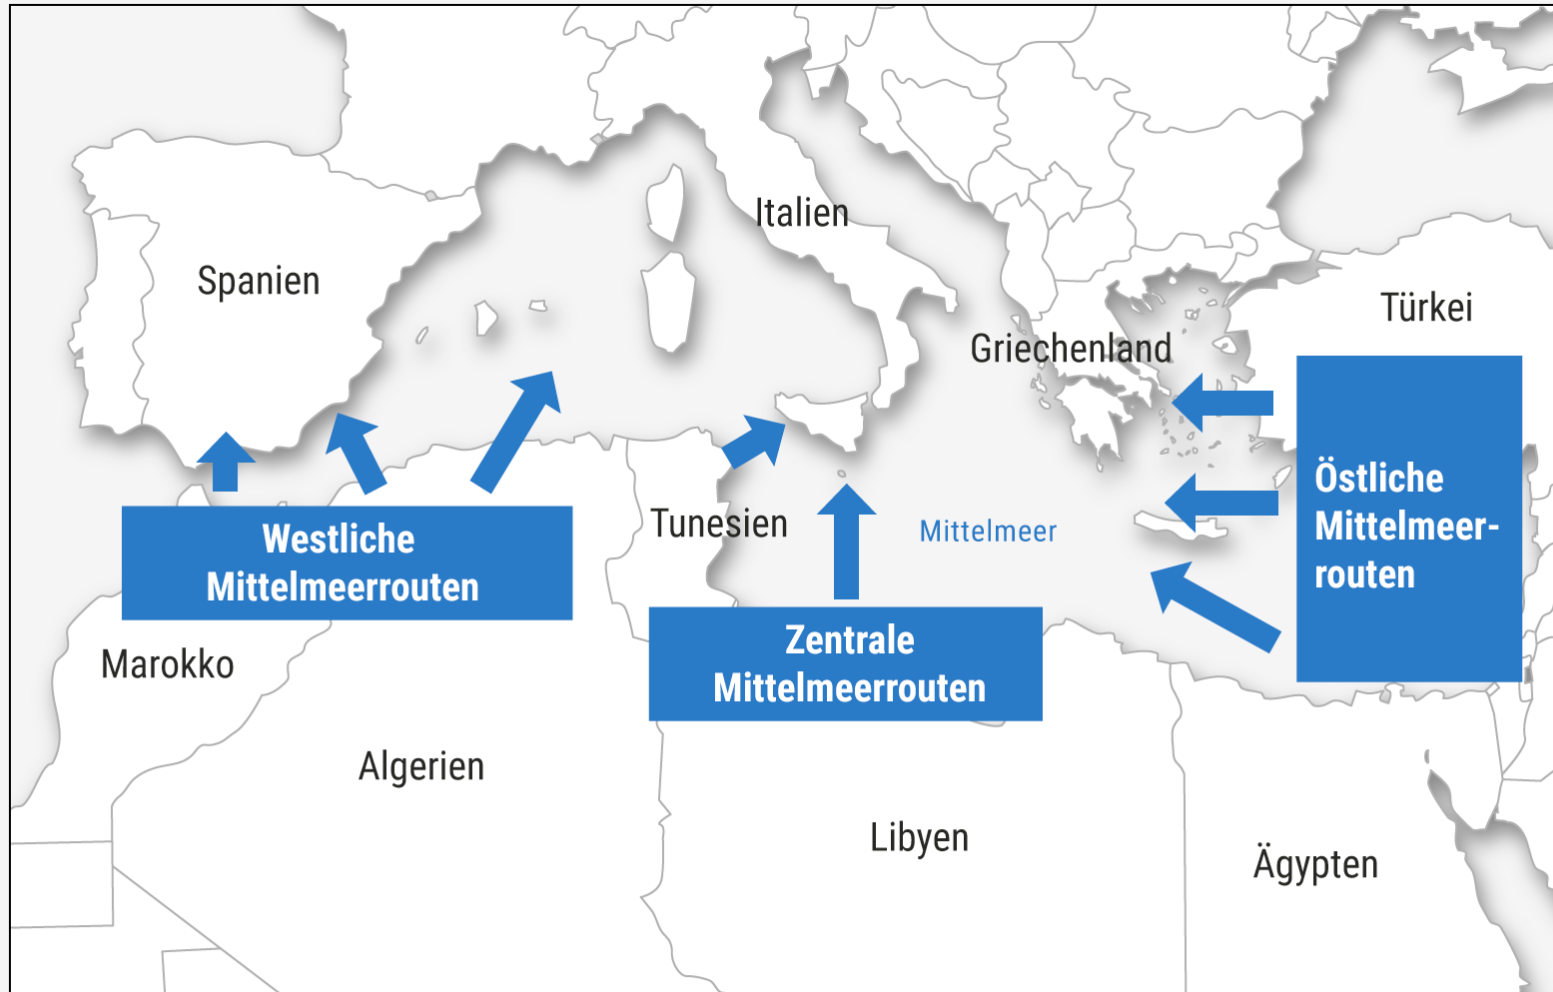 Italien
Spanien
Türkei
Griechenland
Östliche
Mittelmeer-
routen
Westliche
Mittelmeerrouten
Tunesien
Mittelmeer
Zentrale
Mittelmeerrouten
Marokko
Algerien
Libyen
Ägypten